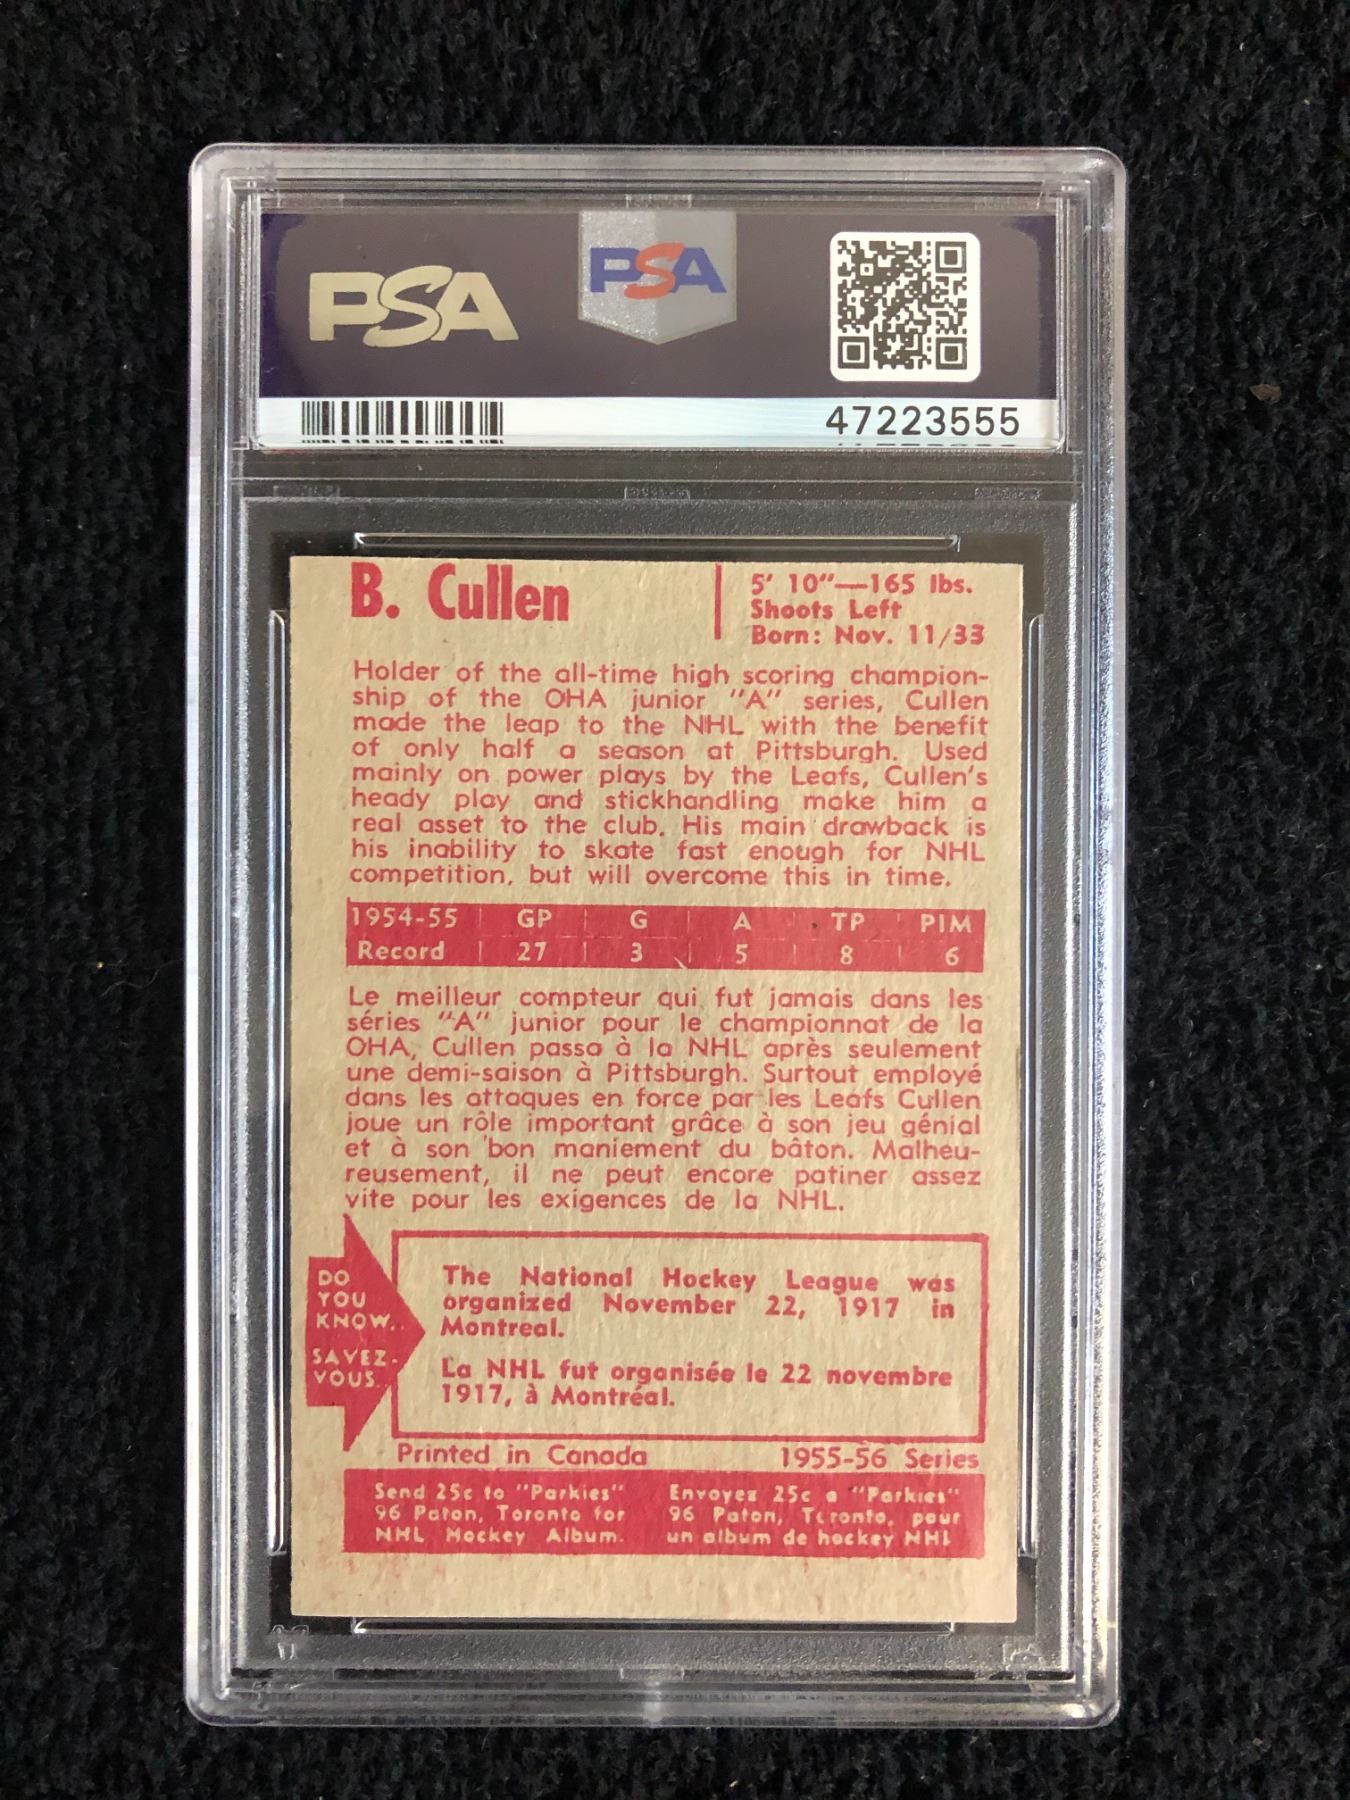 PSA
PSA
47223555
B. Cullen
5' 10"—165 lbs.
Shoots Left
Born: Nov. 11/33
Holder of the all-time high scoring champion-
ship of the OHA junior "A" series, Cullen
made the leap to the NHL with the benefit
of only half a season at Pittsburgh. Used
mainly on power plays by the Leafs, Cullen's
heady play and stickhandling make him a
real asset to the club. His main drawback is
his inability to skate fast enough for NHL
competition, but will overcome this in time.
1954-55 GP G A TP PIM
Record 27 3 5 8 6
Le meilleur compteur qui fut jamais dans les
séries "A" junior pour le championnat de la
OHA, Cullen passa à la NHL après seulement
une demi-saison à Pittsburgh. Surtout employé
dans les attaques en force par les Leafs Cullen
joue un rôle important grâce à son jeu génial
et à son bon maniement du bâton. Malheu-
reusement, il ne peut encore patiner assez
vite pour les exigences de la NHL.
DO
YOU
KNOW..
SAVEZ-
VOUS..
The National Hockey League was
organized November 22, 1917 in
Montreal.
La NHL fut organisée le 22 novembre
1917, à Montréal.
Printed in Canada 1955-56 Series
Send 25c to "Parkies"
96 Paton, Toronto for
NHL Hockey Album.
Envoyez 25c a "Parkies"
96 Paton, Toronto, pour
un album de hockey NHL